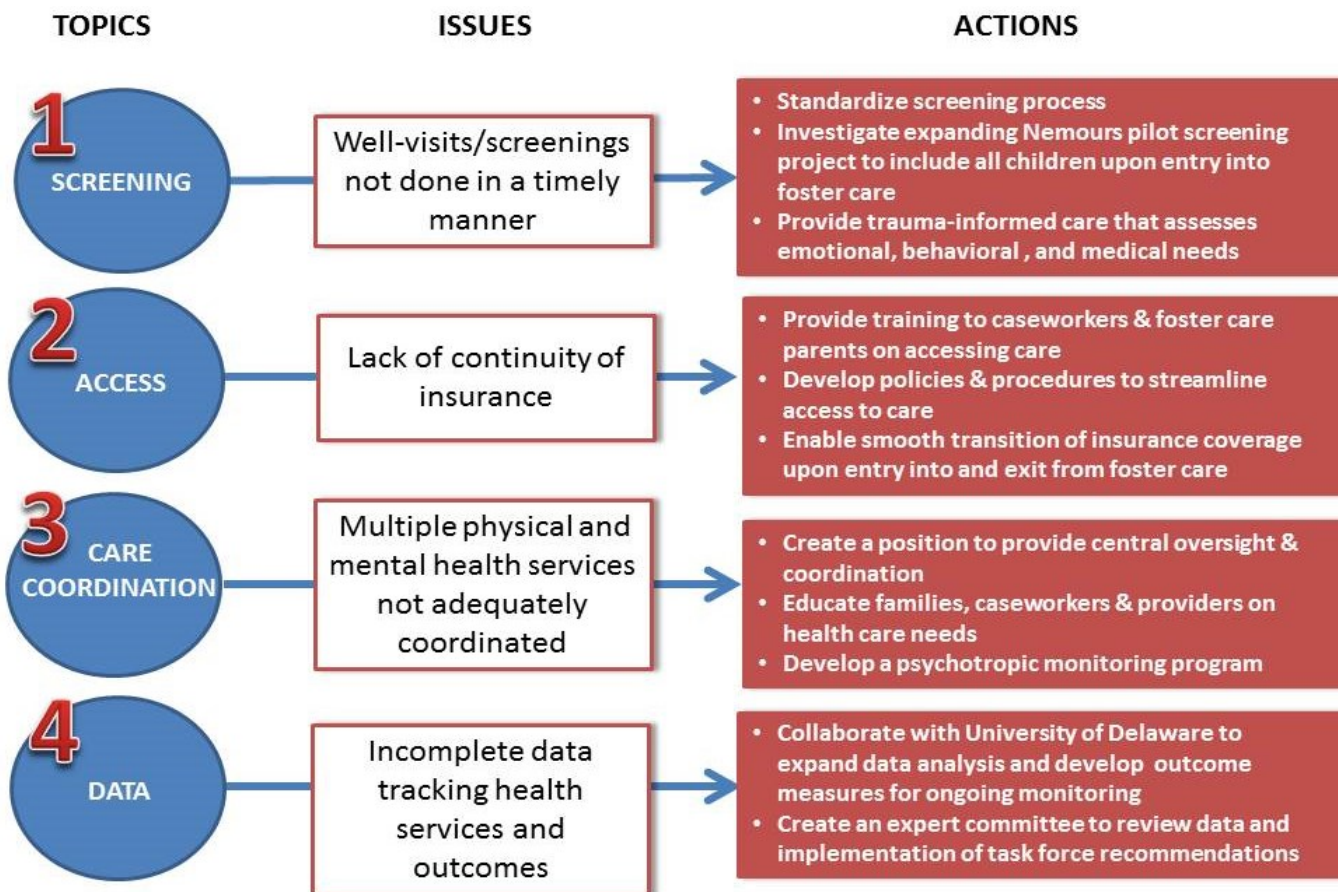 TOPICS ISSUES ACTIONS
1
SCREENING
Well-visits/screenings
not done in a timely
manner
• Standardize screening process
• Investigate expanding Nemours pilot screening
project to include all children upon entry into
foster care
• Provide trauma-informed care that assesses
emotional, behavioral , and medical needs
2
ACCESS
Lack of continuity of
insurance
• Provide training to caseworkers & foster care
parents on accessing care
• Develop policies & procedures to streamline
access to care
• Enable smooth transition of insurance coverage
upon entry into and exit from foster care
3
CARE
COORDINATION
Multiple physical and
mental health services
not adequately
coordinated
• Create a position to provide central oversight &
coordination
• Educate families, caseworkers & providers on
health care needs
• Develop a psychotropic monitoring program
4
DATA
Incomplete data
tracking health
services and
outcomes
• Collaborate with University of Delaware to
expand data analysis and develop outcome
measures for ongoing monitoring
• Create an expert committee to review data and
implementation of task force recommendations